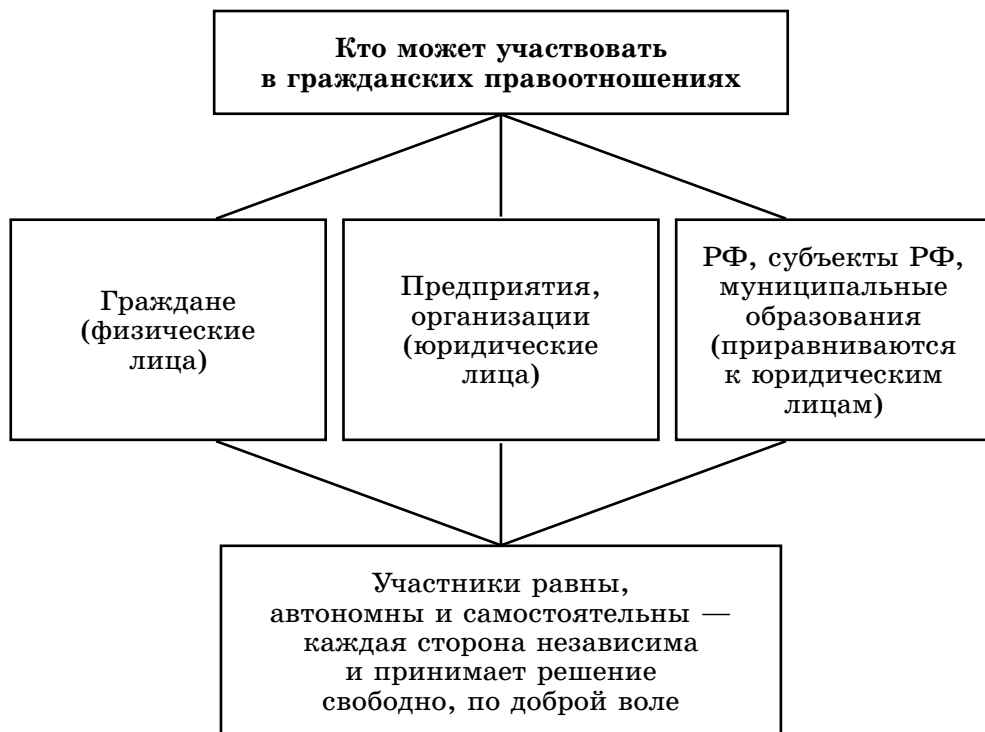 Кто может участвовать
в гражданских правоотношениях
Граждане
(физические
лица)
Предприятия,
организации
(юридические
лица)
РФ, субъекты РФ,
муниципальные
образования
(приравниваются
к юридическим
лицам)
Участники равны,
автономны и самостоятельны —
каждая сторона независима
и принимает решение
свободно, по доброй воле